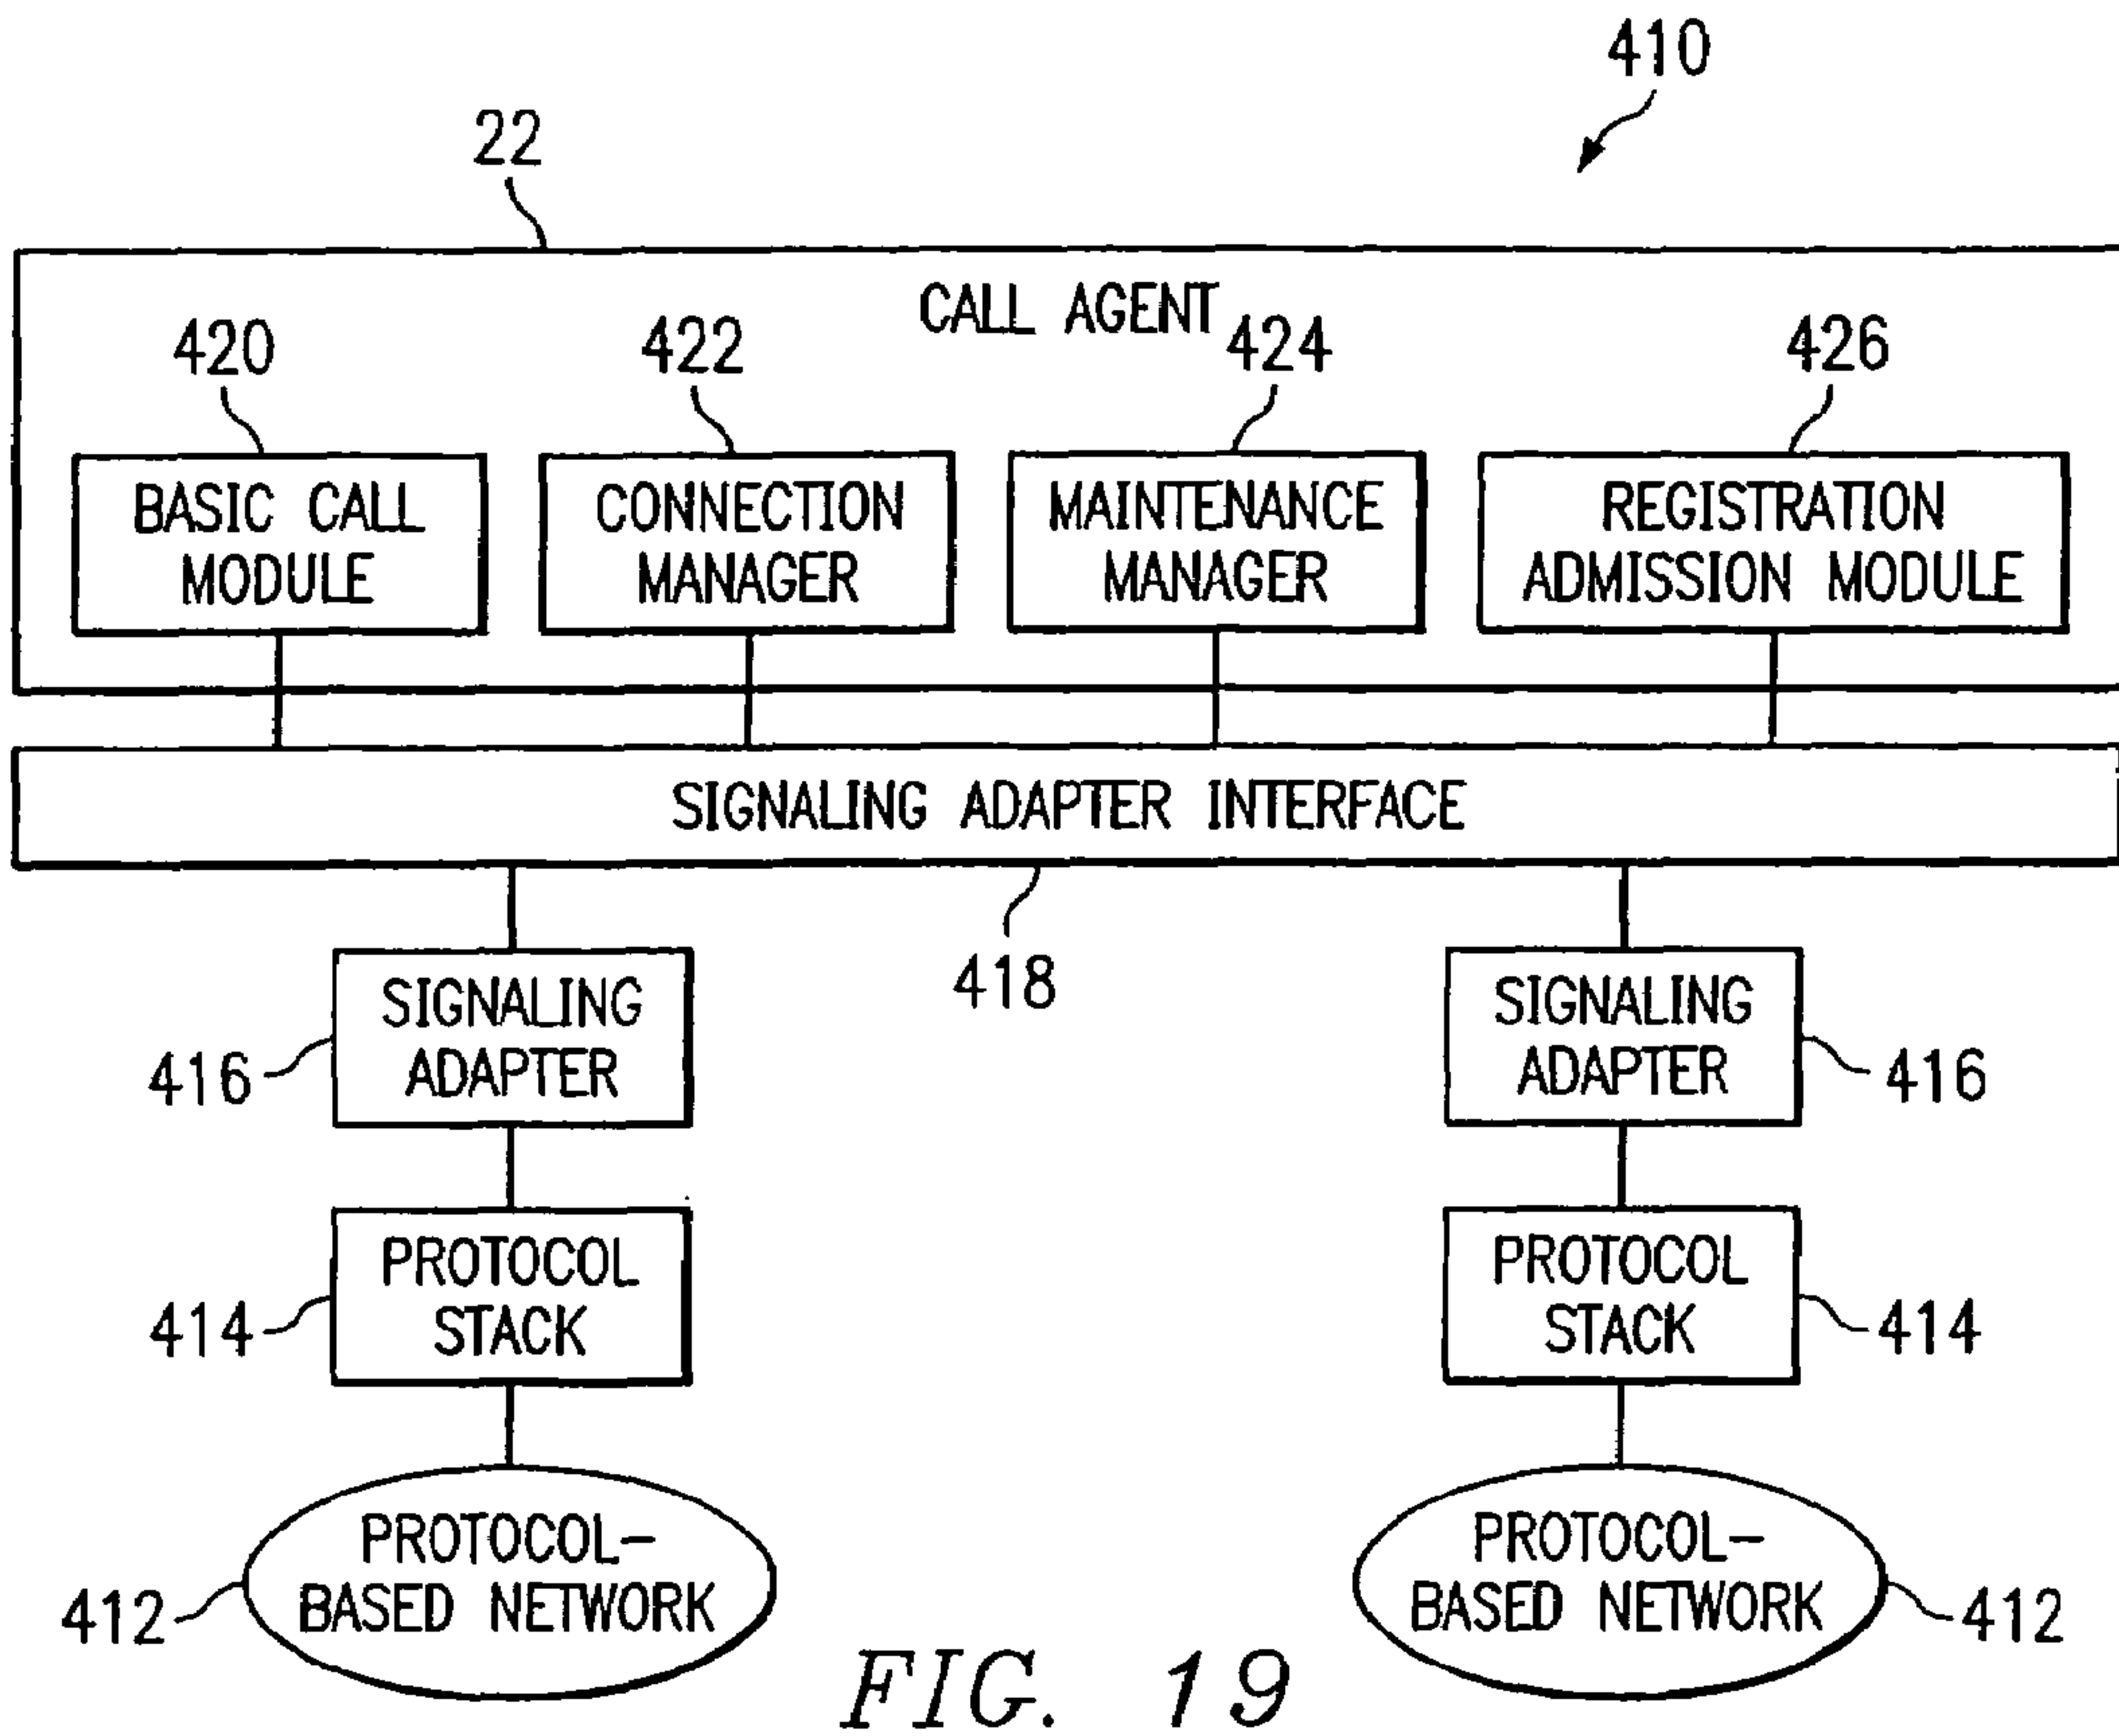 410
22
CALL AGENT
420
422
424
426
BASIC CALL
MODULE
CONNECTION
MANAGER
MAINTENANCE
MANAGER
REGISTRATION
ADMISSION MODULE
SIGNALING ADAPTER INTERFACE
418
SIGNALING
ADAPTER
416
SIGNALING
ADAPTER
416
PROTOCOL
STACK
414
PROTOCOL
STACK
414
PROTOCOL-
BASED NETWORK
412
PROTOCOL-
BASED NETWORK
412
FIG. 19